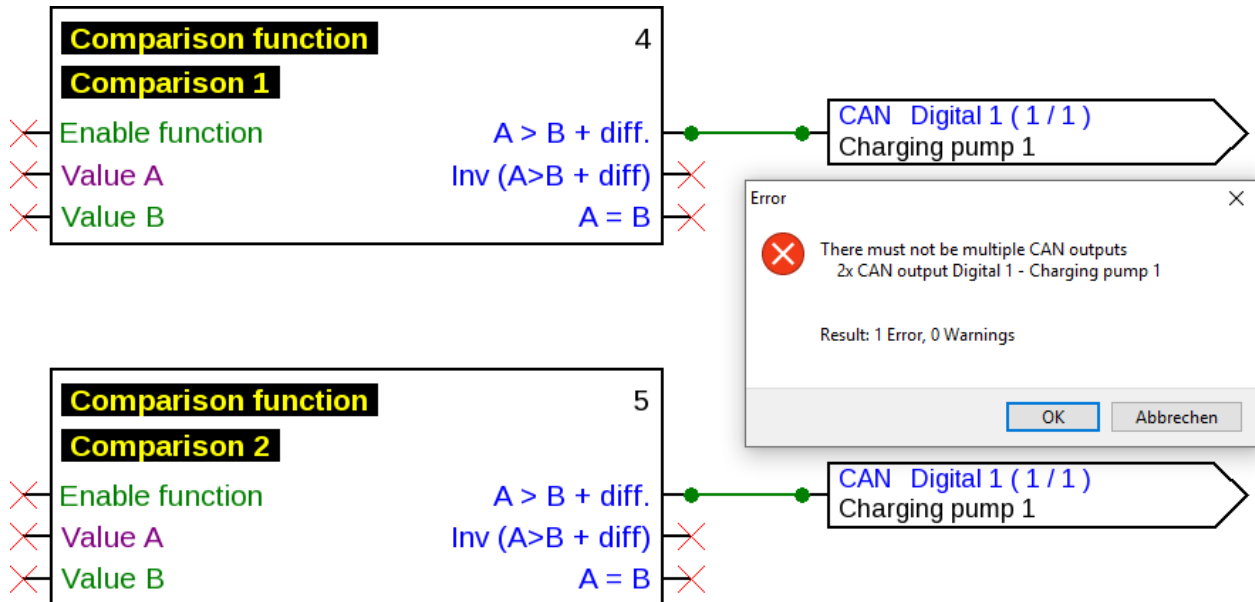 Comparison function 4
Comparison 1
Enable function A > B + diff.
Value A Inv (A>B + diff)
Value B A = B
CAN Digital 1 ( 1 / 1 )
Charging pump 1
Error
There must not be multiple CAN outputs
2x CAN output Digital 1 - Charging pump 1
Result: 1 Error, 0 Warnings
OK Abbrechen
Comparison function 5
Comparison 2
Enable function A > B + diff.
Value A Inv (A>B + diff)
Value B A = B
CAN Digital 1 ( 1 / 1 )
Charging pump 1